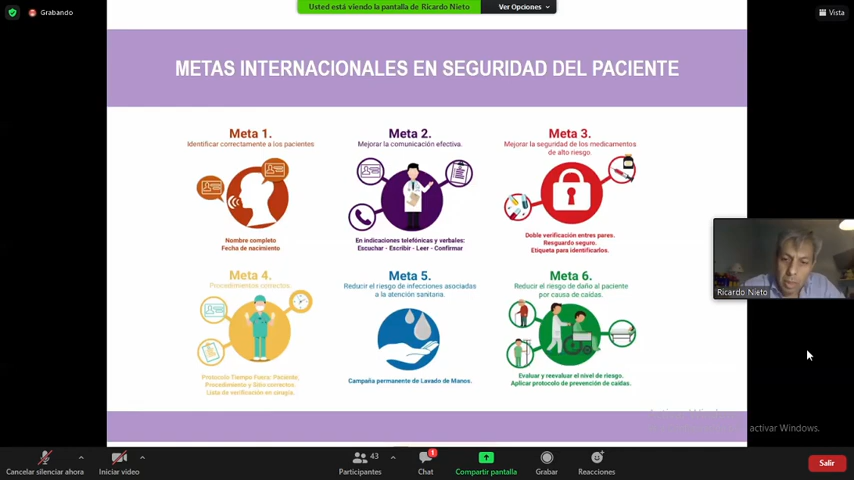 Grabando
Usted está viendo la pantalla de Ricardo Nieto
Ver Opciones
Vista
METAS INTERNACIONALES EN SEGURIDAD DEL PACIENTE
Meta 1.
Identificar correctamente a los pacientes
Nombre completo
Fecha de nacimiento
Meta 2.
Mejorar la comunicación efectiva.
En indicaciones telefónicas y verbales:
Escuchar - Escribir - Leer - Confirmar
Meta 3.
Mejorar la seguridad de los medicamentos
de alto riesgo.
Doble verificación entres pares.
Resguardo seguro.
Etiqueta para identificarlos.
Meta 4.
Procedimientos correctos.
Protocolo Tiempo Fuera: Paciente,
Procedimiento y Sitio correctos.
Lista de verificación en cirugía.
Meta 5.
Reducir el riesgo de infecciones asociadas
a la atención sanitaria.
Campaña permanente de Lavado de Manos.
Meta 6.
Reducir el riesgo de daño al paciente
por causa de caídas.
Evaluar y reevaluar el nivel de riesgo.
Aplicar protocolo de prevención de caídas.
Ricardo Nieto
activar Windows.
Cancelar silenciar ahora
Iniciar video
43
Participantes
1
Chat
Compartir pantalla
Grabar
Reacciones
Salir